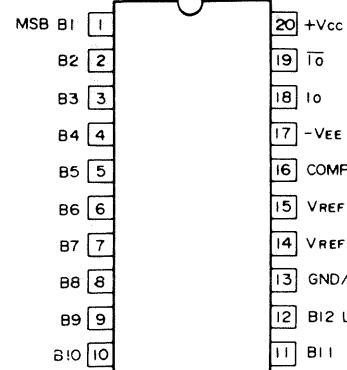 MSB B1 1 20 +VCC
B2 2 19 I̅o̅
B3 3 18 Io
B4 4 17 -VEE
B5 5 16 COMP
B6 6 15 VREF
B7 7 14 VREF
B8 8 13 GND/
B9 9 12 B12 L
B10 10 11 B11